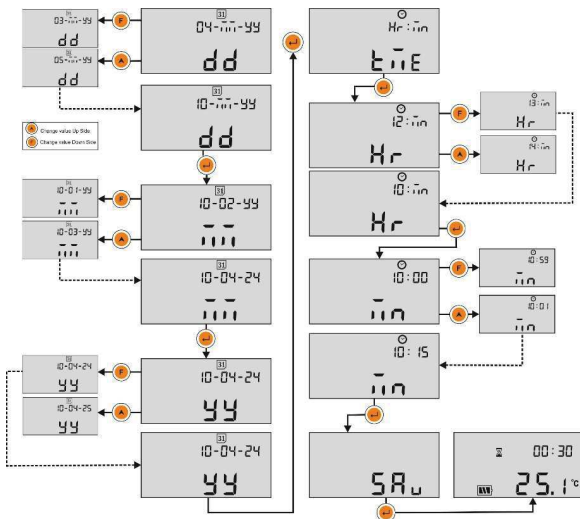 03-mm-yy
dd
F
04-mm-yy
dd
05-mm-yy
dd
A
10-mm-yy
dd
A Change value Up Side
F Change value Down Side
10-01-yy
mm
F
10-02-yy
mm
10-03-yy
mm
A
10-04-24
mm
10-04-24
yy
F
10-04-24
yy
10-04-25
yy
A
10-04-24
yy
Hr:mn
tmE
12:mn
Hr
F
13:mn
Hr
A
14:mn
Hr
10:mn
Hr
10:00
mn
F
10:59
mn
A
10:01
mn
10:15
mn
SAu
00:30
25.1°C